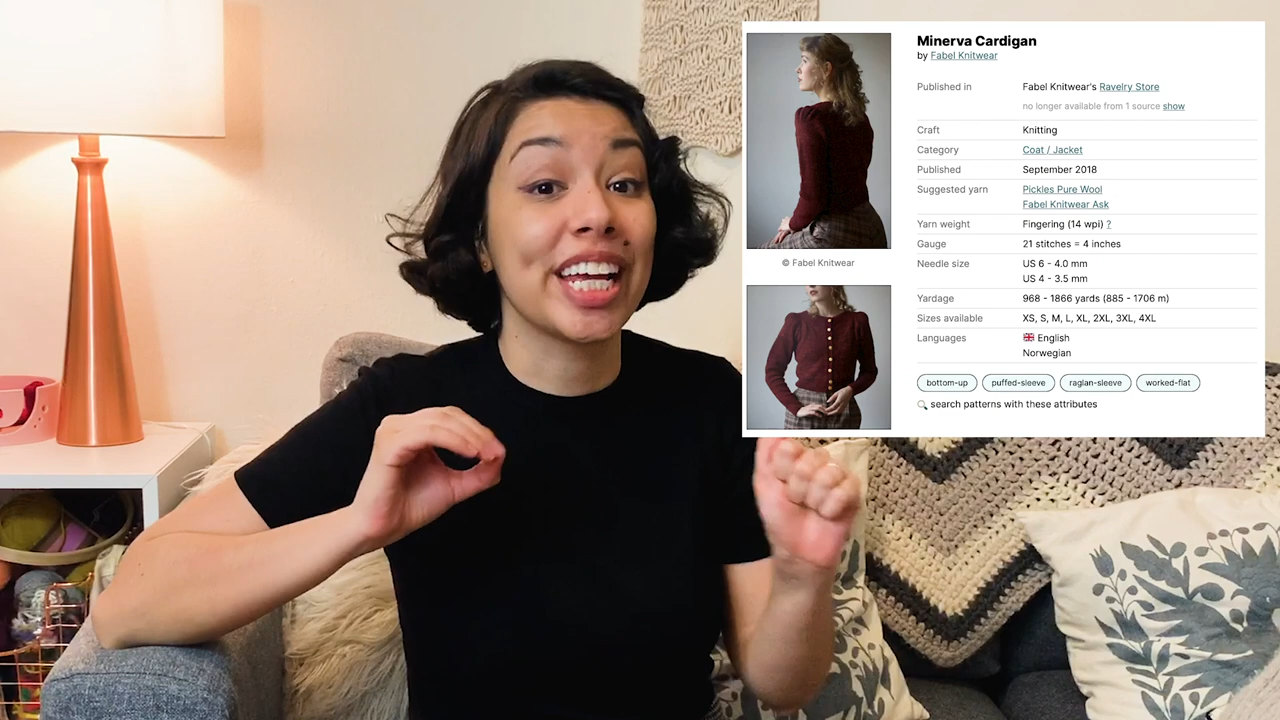 Minerva Cardigan
by Fabel Knitwear
Published in Fabel Knitwear's Ravelry Store
no longer available from 1 source show
Craft Knitting
Category Coat / Jacket
Published September 2018
Suggested yarn Pickles Pure Wool
Fabel Knitwear Ask
Yarn weight Fingering (14 wpi) ?
Gauge 21 stitches = 4 inches
Needle size US 6 - 4.0 mm
US 4 - 3.5 mm
Yardage 968 - 1866 yards (885 - 1706 m)
Sizes available XS, S, M, L, XL, 2XL, 3XL, 4XL
Languages English
Norwegian
bottom-up puffed-sleeve raglan-sleeve worked-flat
search patterns with these attributes
© Fabel Knitwear